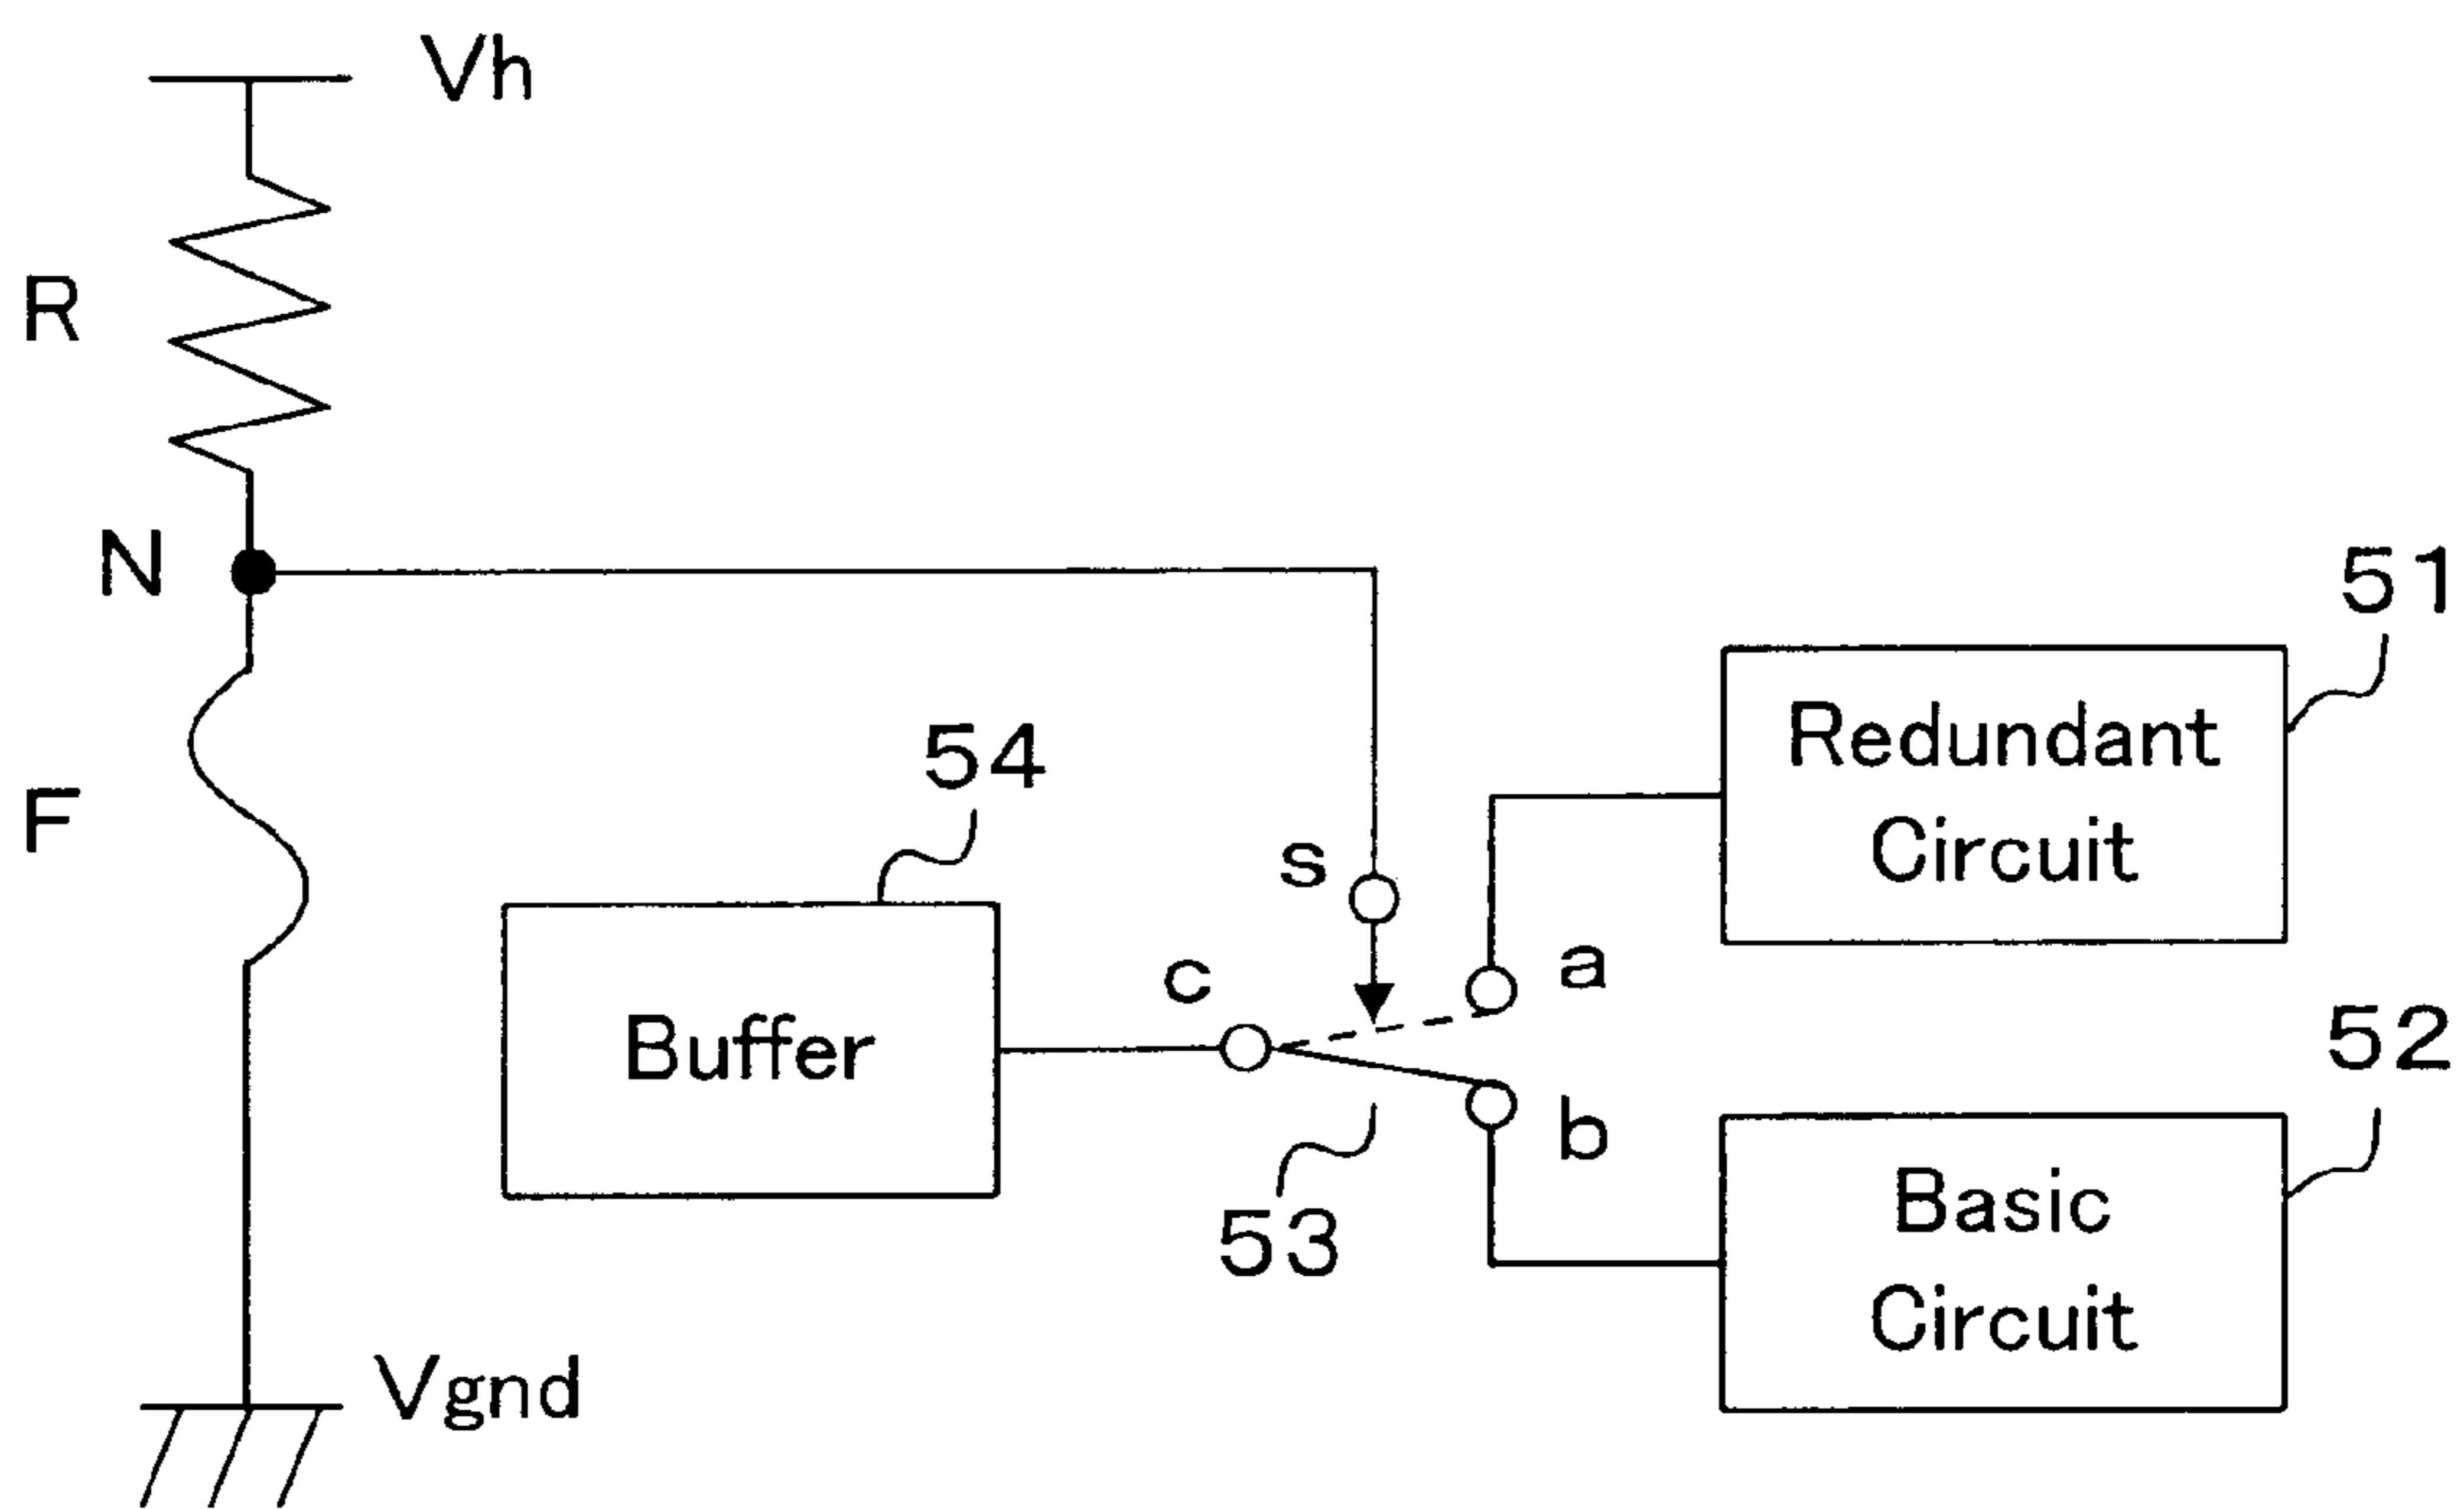 Vh
R
N
51
Redundant
Circuit
54
F
s
a
c
Buffer
52
b
Basic
53
Circuit
Vgnd